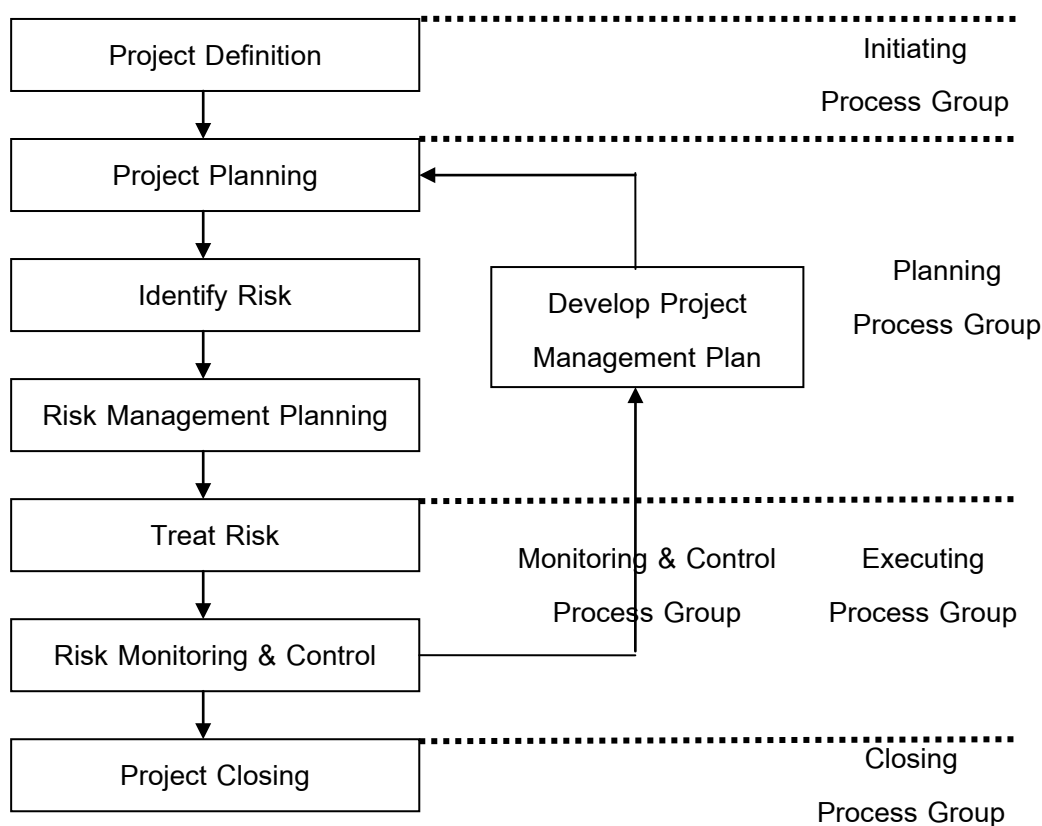 Project Definition
Initiating
Process Group
Project Planning
Identify Risk
Develop Project
Management Plan
Planning
Process Group
Risk Management Planning
Treat Risk
Monitoring & Control
Process Group
Executing
Process Group
Risk Monitoring & Control
Project Closing
Closing
Process Group